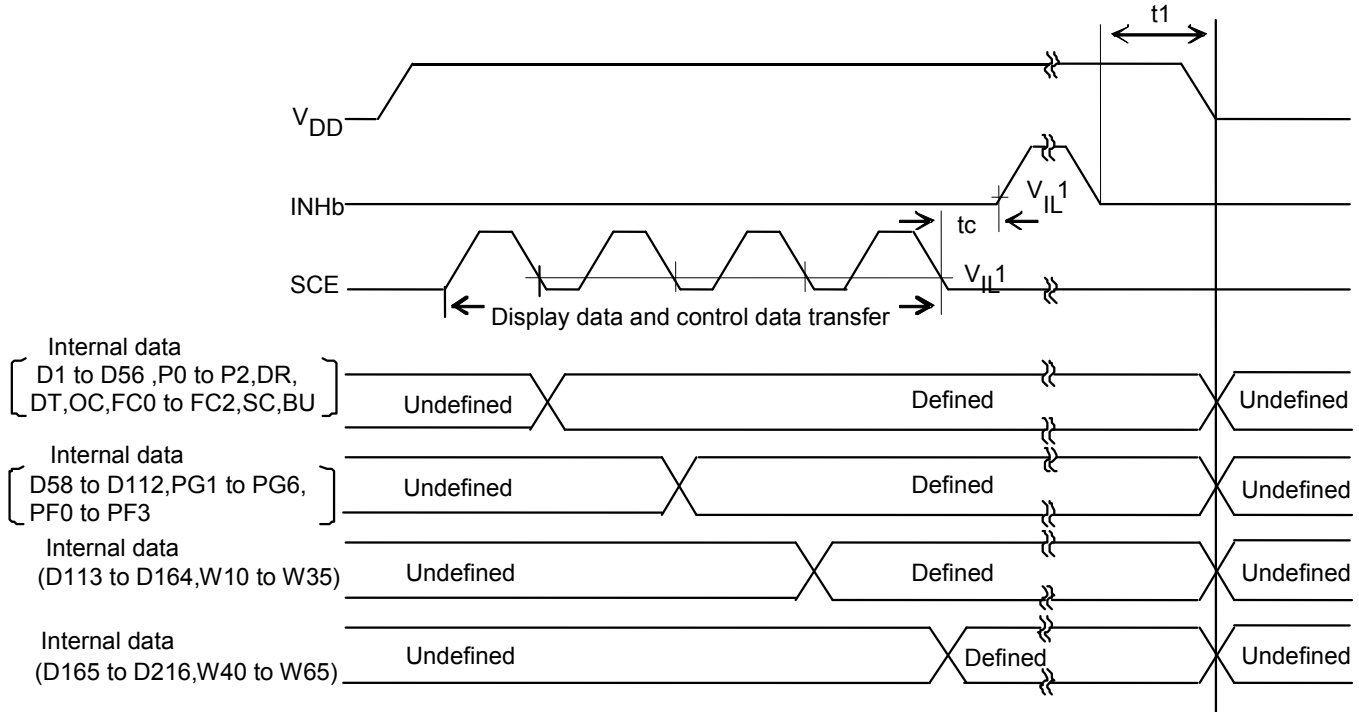 t1
VDD
INHb
VIL1
tc
SCE
VIL1
Display data and control data transfer
Internal data
D1 to D56 ,P0 to P2,DR,
DT,OC,FC0 to FC2,SC,BU
Undefined
Defined
Undefined
Internal data
D58 to D112,PG1 to PG6,
PF0 to PF3
Undefined
Defined
Undefined
Internal data
(D113 to D164,W10 to W35)
Undefined
Defined
Undefined
Internal data
(D165 to D216,W40 to W65)
Undefined
Defined
Undefined